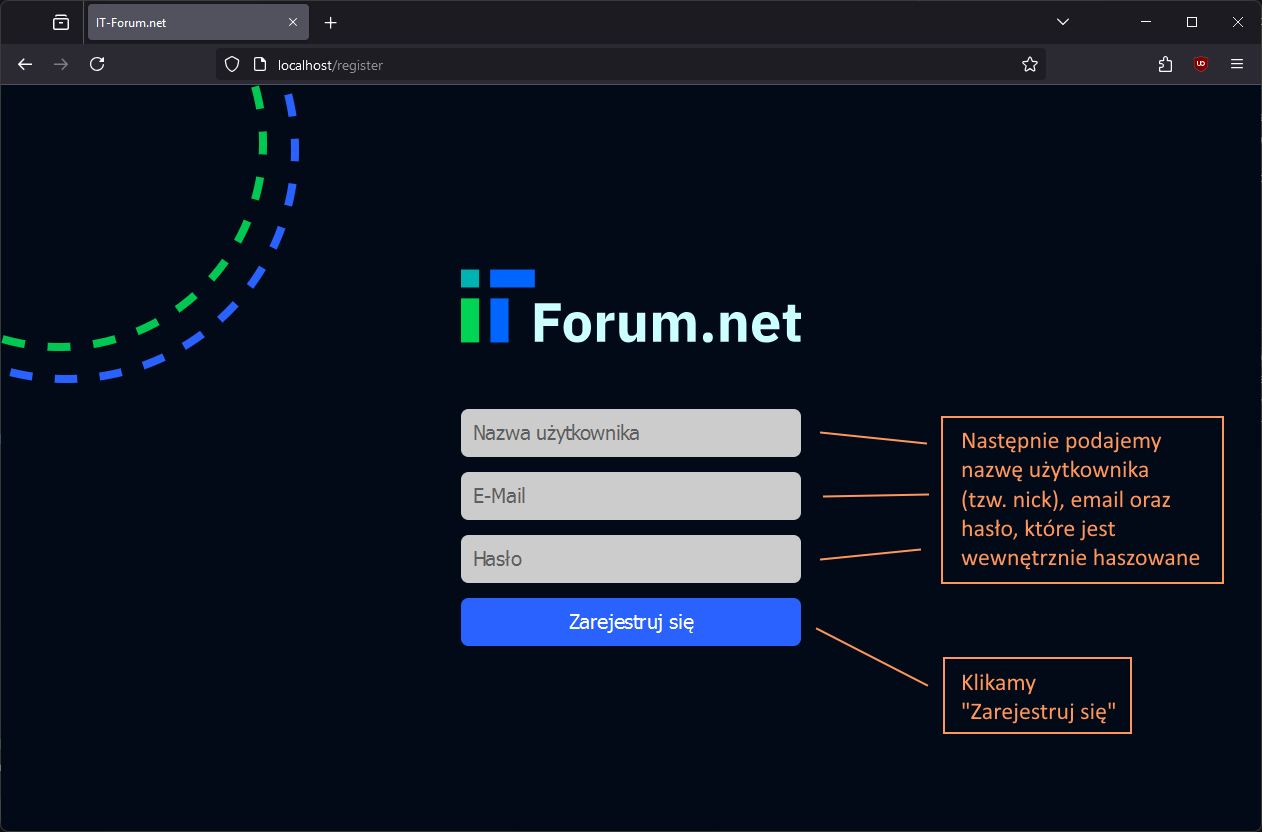 IT-Forum.net
localhost/register
IT Forum.net
Nazwa użytkownika
E-Mail
Hasło
Zarejestruj się
Następnie podajemy
nazwę użytkownika
(tzw. nick), email oraz
hasło, które jest
wewnętrznie haszowane
Klikamy
"Zarejestruj się"